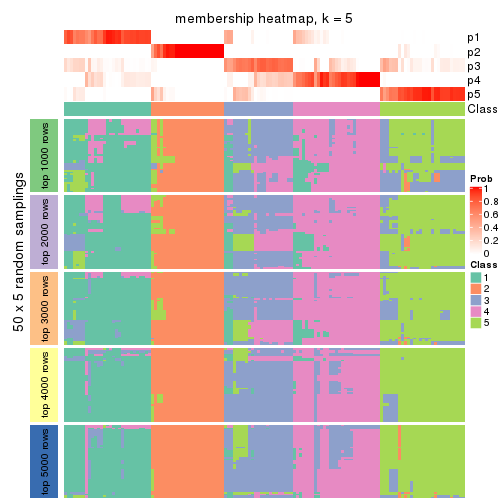 membership heatmap, k = 5
p1
p2
p3
p4
p5
Class
50 x 5 random samplings
top 1000 rows
top 2000 rows
top 3000 rows
top 4000 rows
top 5000 rows
Prob
1
0.8
0.6
0.4
0.2
0
Class
1
2
3
4
5